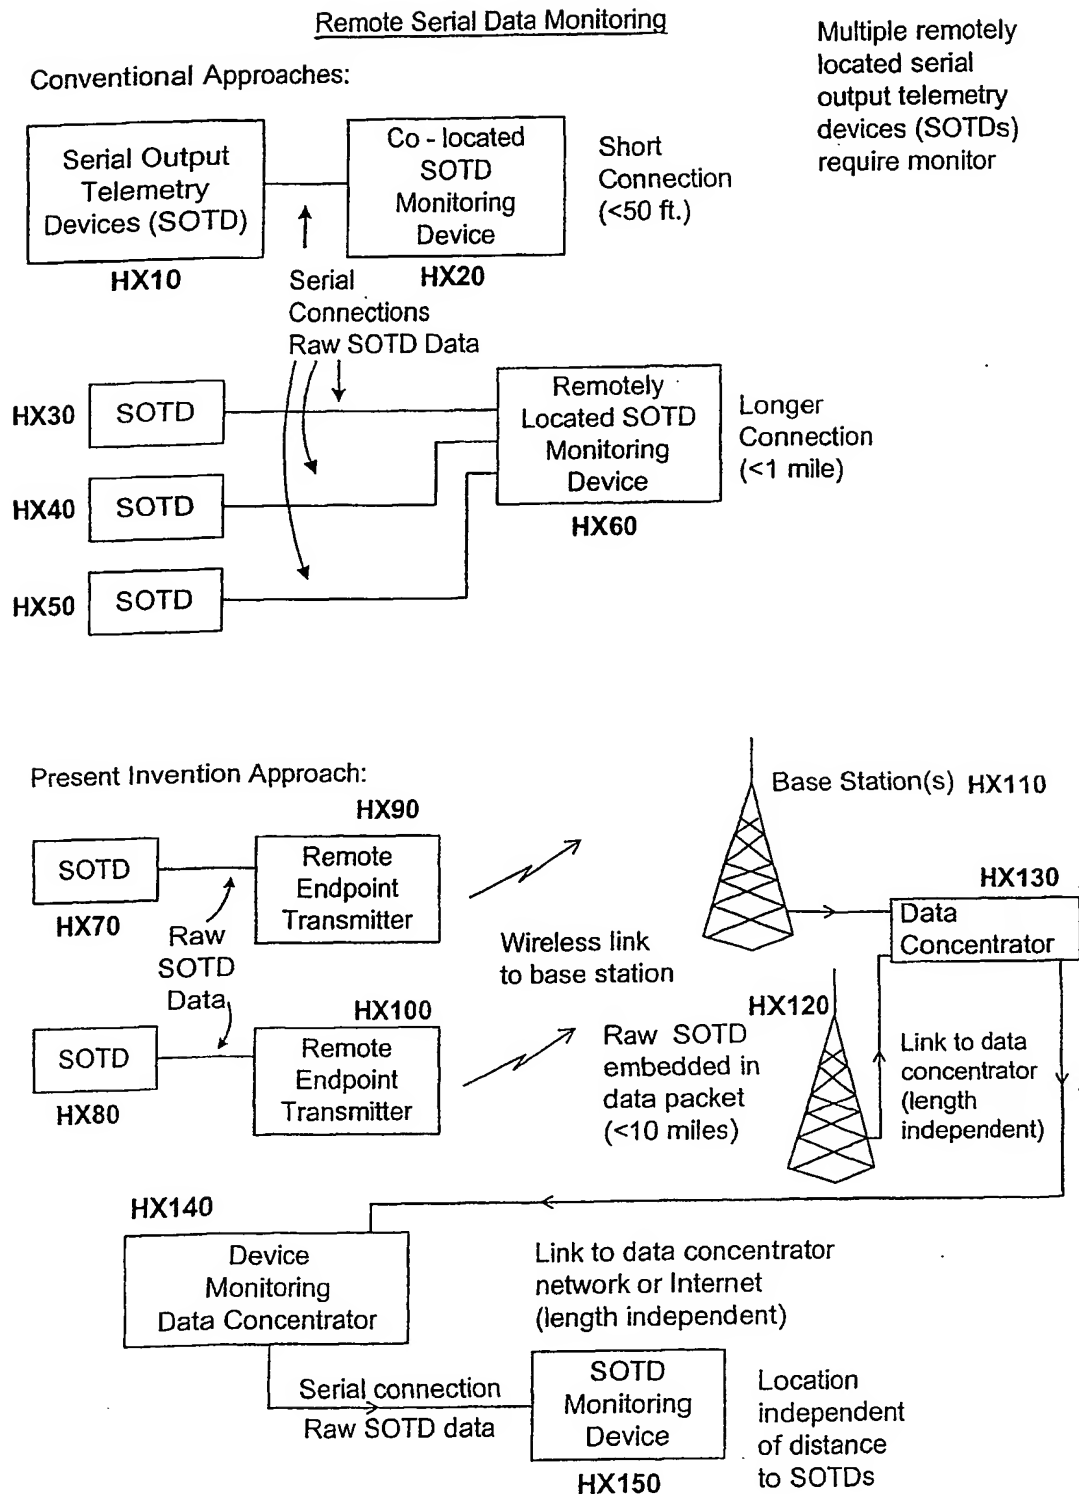 Remote Serial Data Monitoring
Multiple remotely
located serial
output telemetry
devices (SOTDs)
require monitor
Conventional Approaches:
Serial Output
Telemetry
Devices (SOTD)
HX10
Co - located
SOTD
Monitoring
Device
HX20
Short
Connection
(<50 ft.)
Serial
Connections
Raw SOTD Data
HX30
SOTD
HX40
SOTD
HX50
SOTD
Remotely
Located SOTD
Monitoring
Device
HX60
Longer
Connection
(<1 mile)
Present Invention Approach:
SOTD
HX70
HX90
Remote
Endpoint
Transmitter
Raw
SOTD
Data
SOTD
HX80
HX100
Remote
Endpoint
Transmitter
Wireless link
to base station
Raw SOTD
embedded in
data packet
(<10 miles)
Base Station(s) HX110
HX120
HX130
Data
Concentrator
Link to data
concentrator
(length
independent)
HX140
Device
Monitoring
Data Concentrator
Link to data concentrator
network or Internet
(length independent)
Serial connection
Raw SOTD data
SOTD
Monitoring
Device
HX150
Location
independent
of distance
to SOTDs